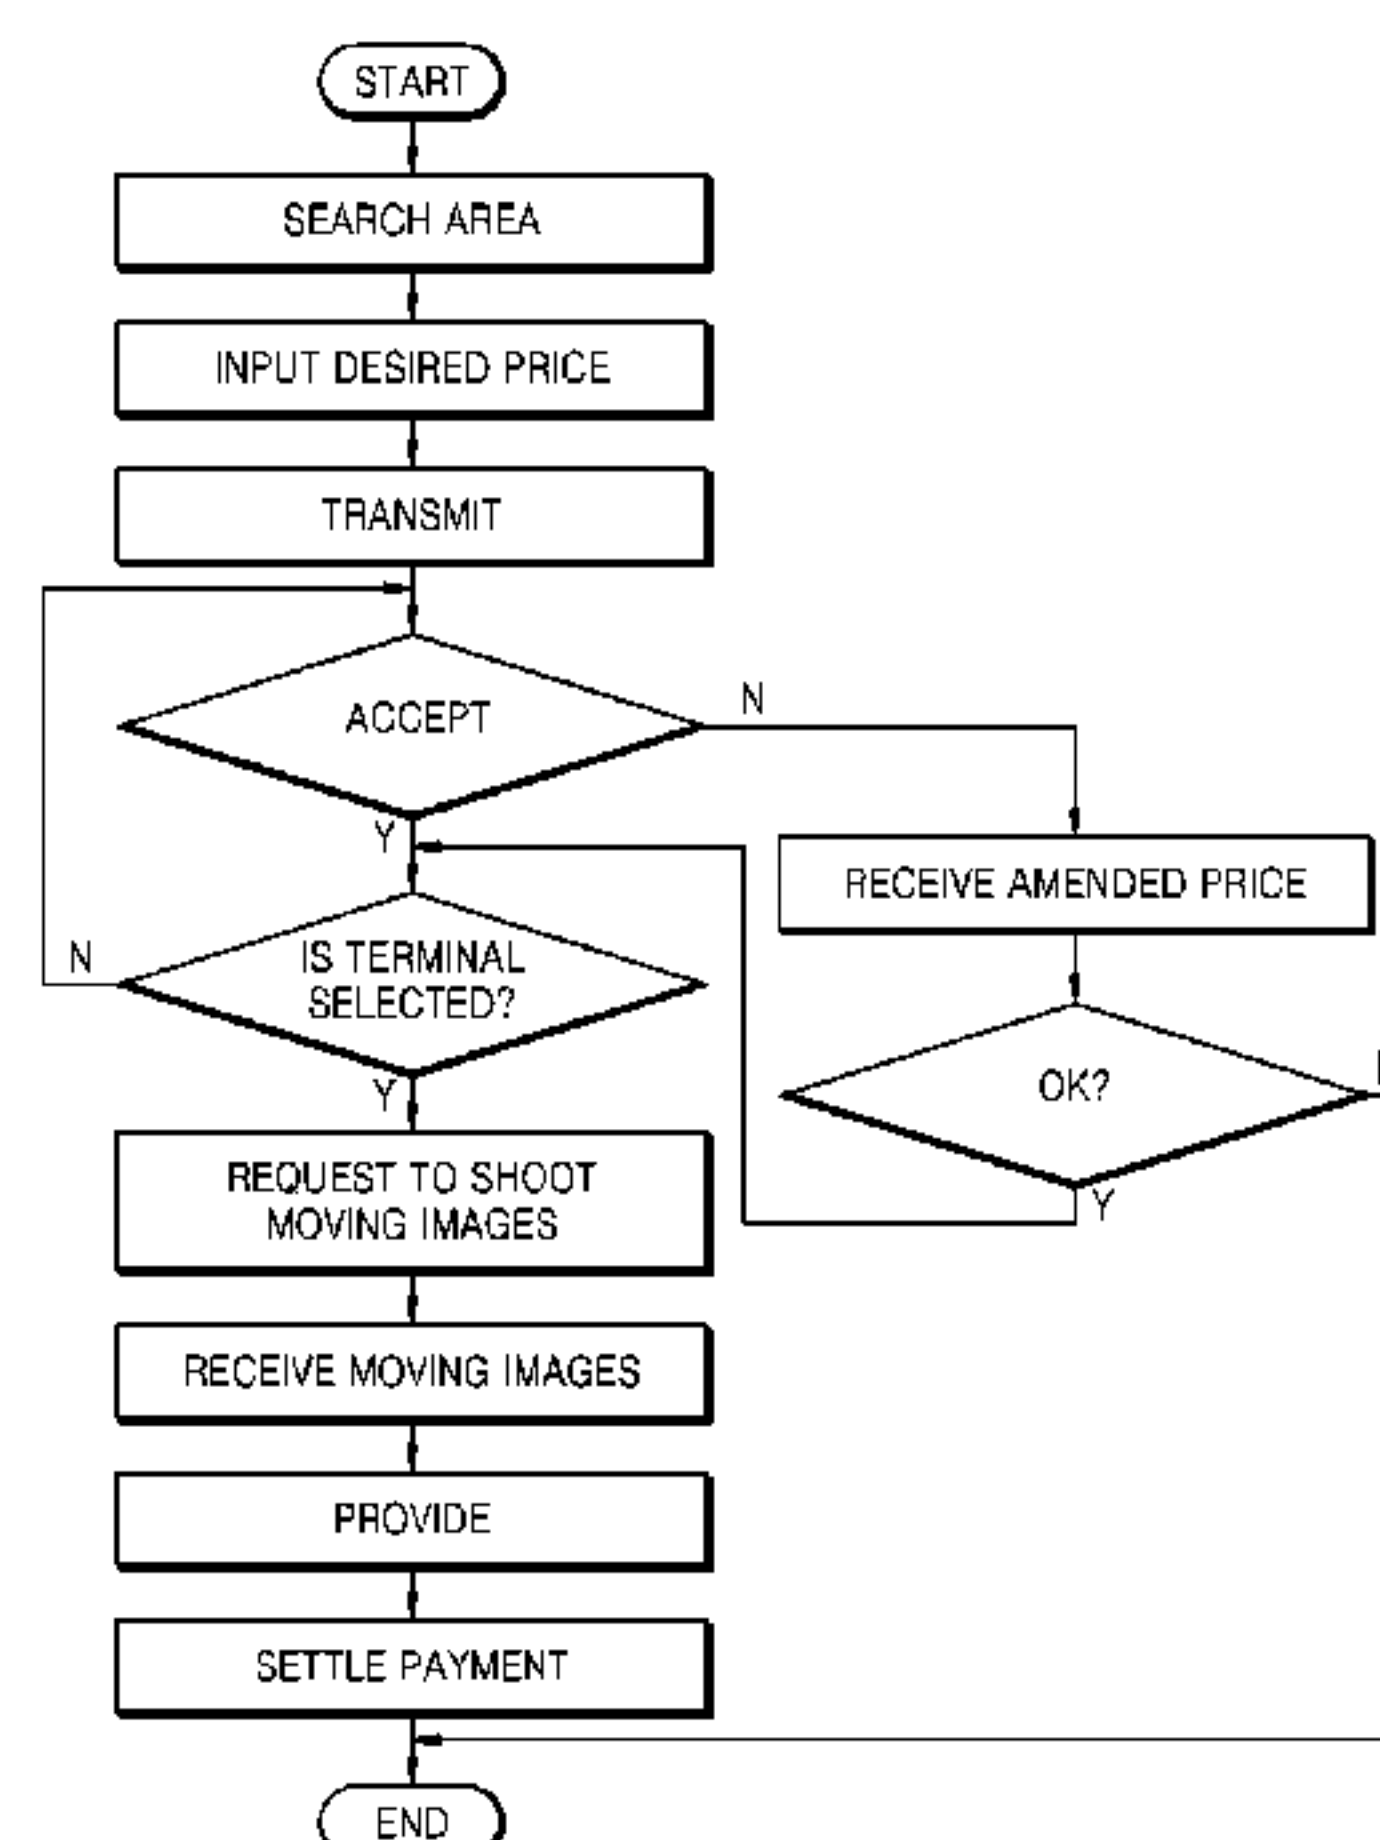 START
SEARCH AREA
INPUT DESIRED PRICE
TRANSMIT
ACCEPT
N
Y
RECEIVE AMENDED PRICE
N
IS TERMINAL
SELECTED?
Y
OK?
Y
REQUEST TO SHOOT
MOVING IMAGES
RECEIVE MOVING IMAGES
PROVIDE
SETTLE PAYMENT
END